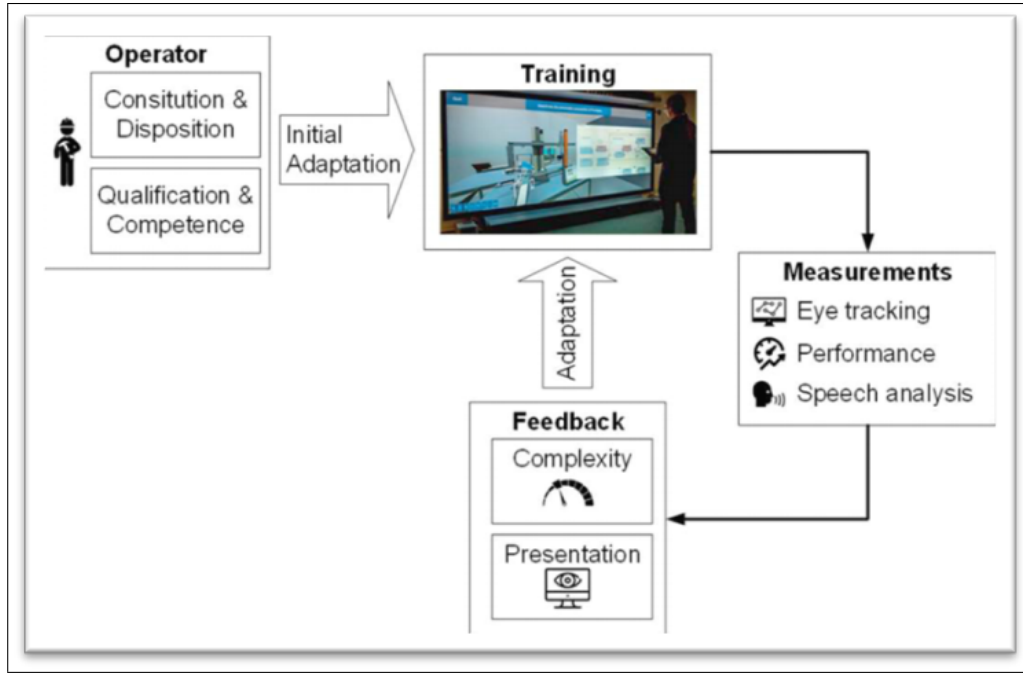 Operator
Consitution &
Disposition
Qualification &
Competence
Initial
Adaptation
Training
Measurements
Eye tracking
Performance
Speech analysis
Adaptation
Feedback
Complexity
Presentation